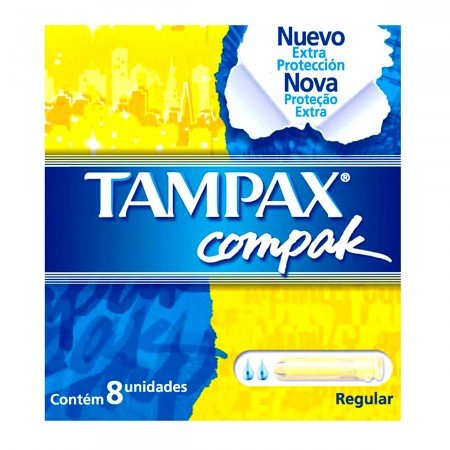 Nuevo
Extra
Protección
Nova
Proteção
Extra
TAMPAX®
compak
Contém 8 unidades
Regular